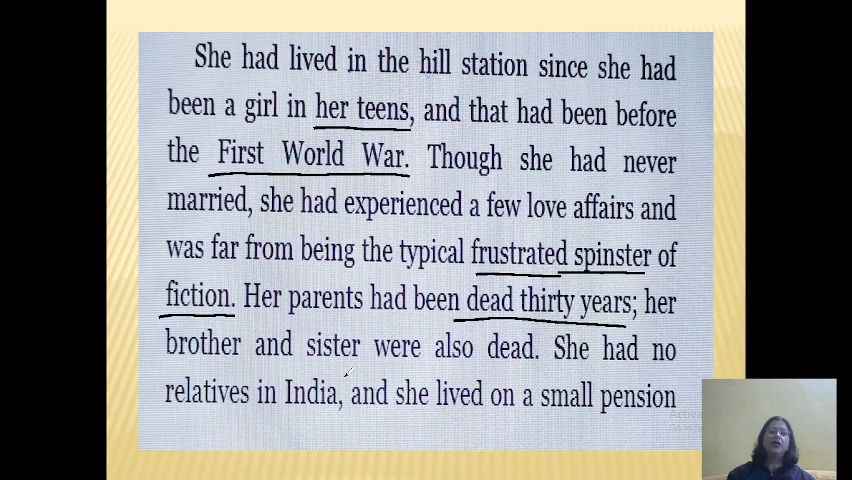 She had lived in the hill station since she had
been a girl in her teens, and that had been before
the First World War. Though she had never
married, she had experienced a few love affairs and
was far from being the typical frustrated spinster of
fiction. Her parents had been dead thirty years; her
brother and sister were also dead. She had no
relatives in India, and she lived on a small pension